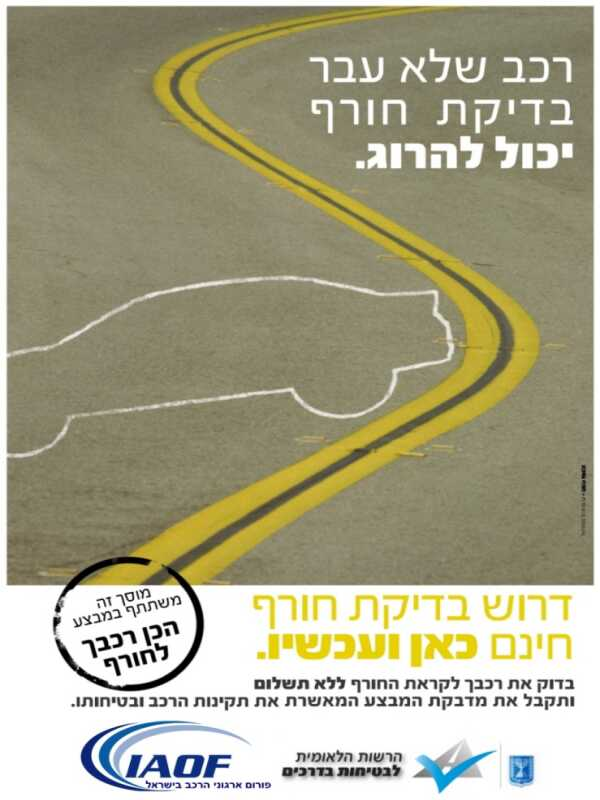 רכב שלא עבר
בדיקת חורף
יכול להרוג.
מוסך זה
משתתף במבצע
הכן רכבך
לחורף
דרוש בדיקת חורף
חינם כאן ועכשיו.
בדוק את רכבך לקראת החורף ללא תשלום
ותקבל את מדבקת המבצע המאשרת את תקינות הרכב ובטיחותו.
IAOF
פורום ארגוני הרכב בישראל
הרשות הלאומית
לבטיחות בדרכים